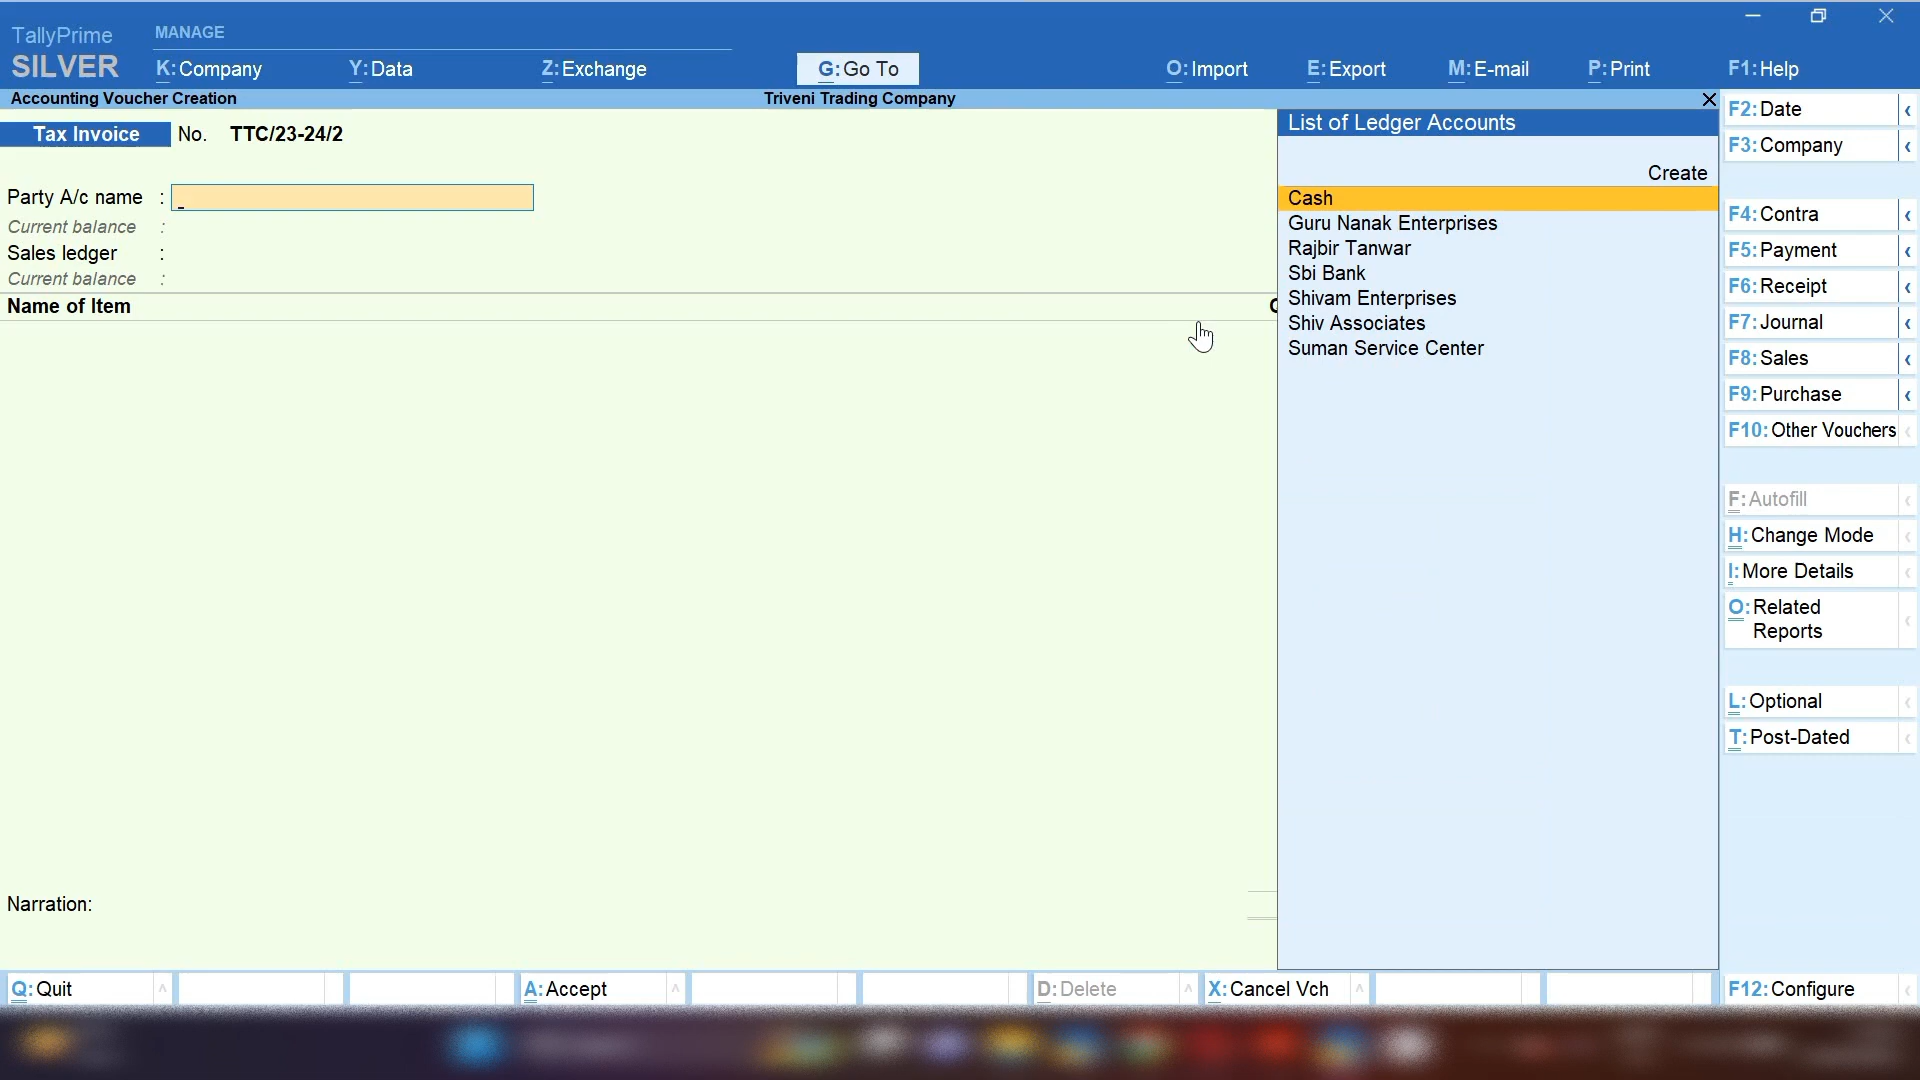 TallyPrime
SILVER
MANAGE
K:Company
Y:Data
Z:Exchange
G:Go To
O:Import
E:Export
M:E-mail
P:Print
F1:Help
Accounting Voucher Creation
Triveni Trading Company
Tax Invoice No. TTC/23-24/2
Party A/c name :
Current balance :
Sales ledger :
Current balance :
Name of Item
Narration:
List of Ledger Accounts
Create
Cash
Guru Nanak Enterprises
Rajbir Tanwar
Sbi Bank
Shivam Enterprises
Shiv Associates
Suman Service Center
F2:Date
F3:Company
F4:Contra
F5:Payment
F6:Receipt
F7:Journal
F8:Sales
F9:Purchase
F10:Other Vouchers
F:Autofill
H:Change Mode
I:More Details
O:Related
Reports
L:Optional
T:Post-Dated
Q:Quit
A:Accept
D:Delete
X:Cancel Vch
F12:Configure